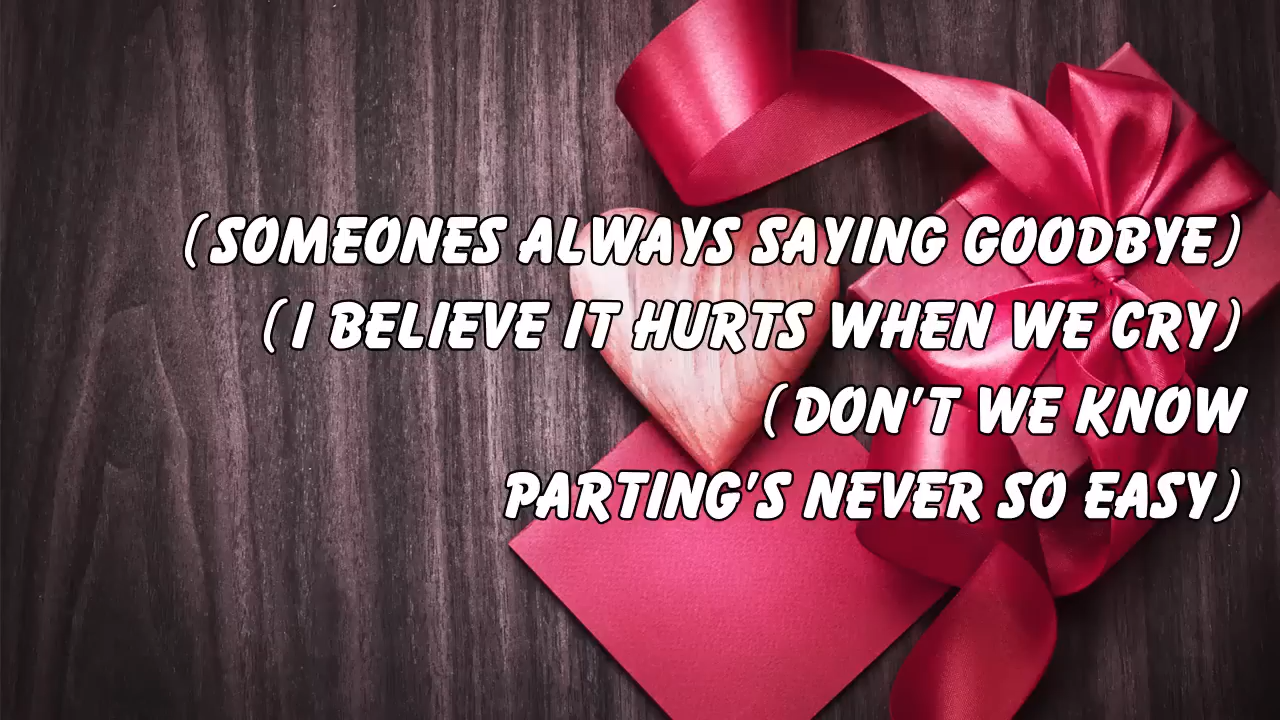 (SOMEONES ALWAYS SAYING GOODBYE)
(I BELIEVE IT HURTS WHEN WE CRY)
(DON'T WE KNOW
PARTING'S NEVER SO EASY)